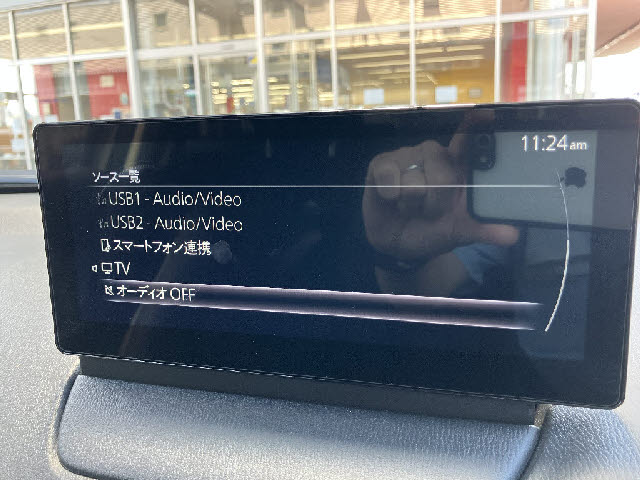 11:24am
ソース一覧
USB1 - Audio/Video
USB2 - Audio/Video
スマートフォン連携
TV
オーディオ OFF